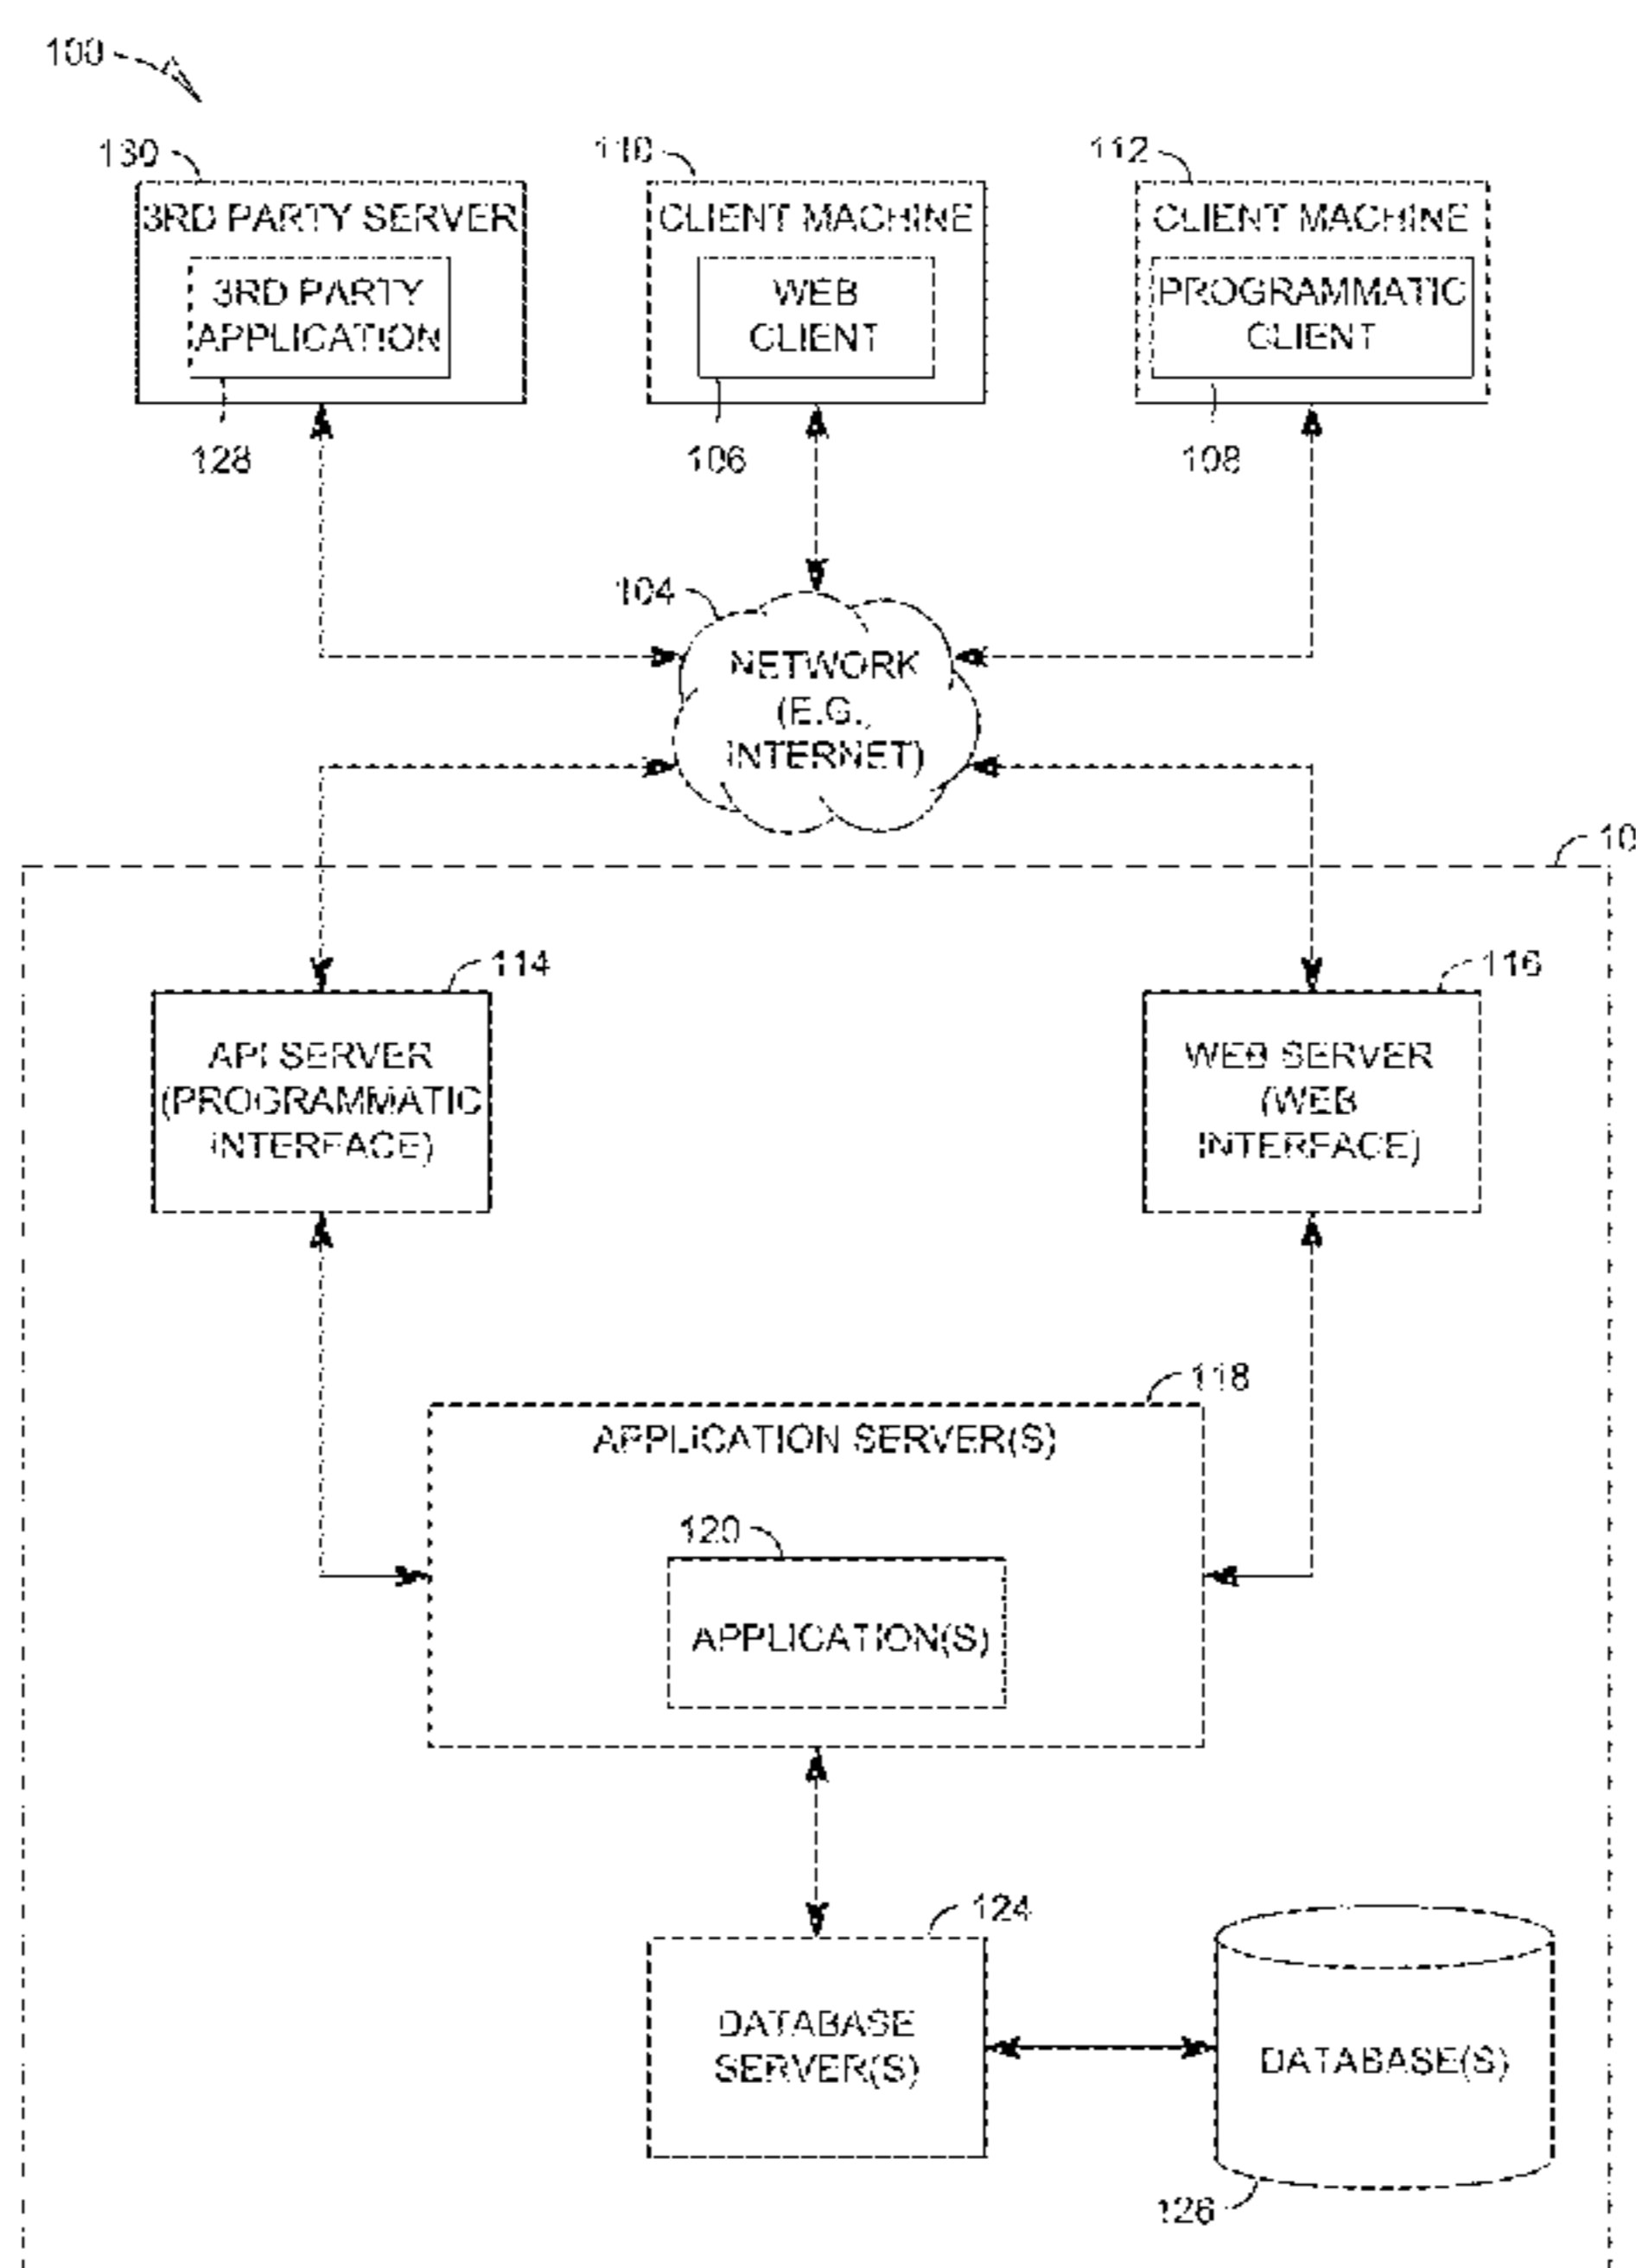 100
130
110
112
3RD PARTY SERVER
CLIENT MACHINE
CLIENT MACHINE
3RD PARTY
APPLICATION
WEB
CLIENT
PROGRAMMATIC
CLIENT
128
106
108
104
NETWORK
(E.G.,
INTERNET)
10
114
116
API SERVER
(PROGRAMMATIC
INTERFACE)
WEB SERVER
(WEB
INTERFACE)
118
APPLICATION SERVER(S)
120
APPLICATION(S)
124
DATABASE
SERVER(S)
DATABASE(S)
126